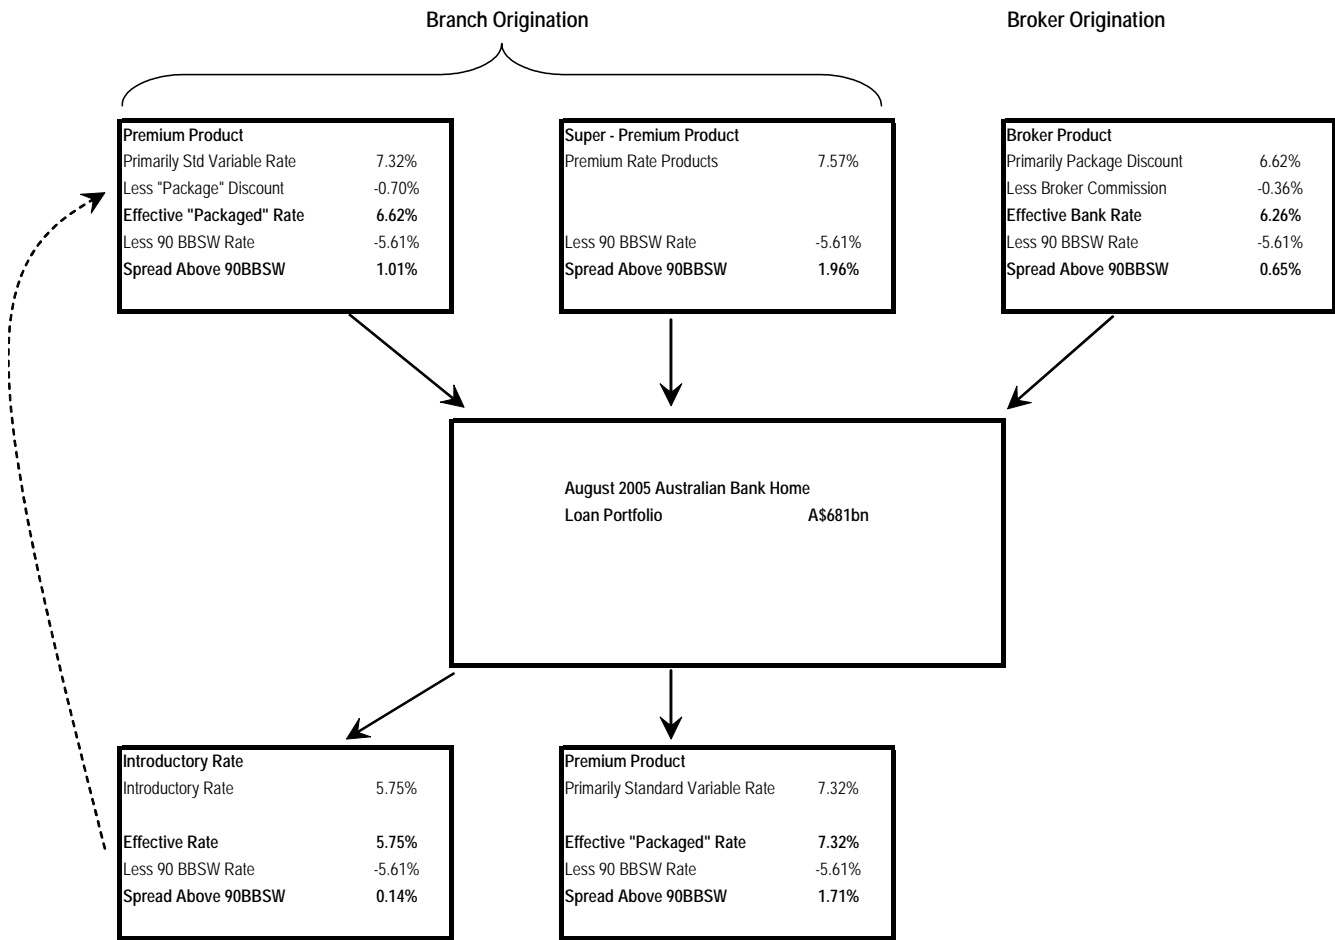 Branch Origination
Broker Origination
Premium Product
Primarily Std Variable Rate 7.32%
Less "Package" Discount -0.70%
Effective "Packaged" Rate 6.62%
Less 90 BBSW Rate -5.61%
Spread Above 90BBSW 1.01%
Super - Premium Product
Premium Rate Products 7.57%
Less 90 BBSW Rate -5.61%
Spread Above 90BBSW 1.96%
Broker Product
Primarily Package Discount 6.62%
Less Broker Commission -0.36%
Effective Bank Rate 6.26%
Less 90 BBSW Rate -5.61%
Spread Above 90BBSW 0.65%
August 2005 Australian Bank Home
Loan Portfolio A$681bn
Introductory Rate
Introductory Rate 5.75%
Effective Rate 5.75%
Less 90 BBSW Rate -5.61%
Spread Above 90BBSW 0.14%
Premium Product
Primarily Standard Variable Rate 7.32%
Effective "Packaged" Rate 7.32%
Less 90 BBSW Rate -5.61%
Spread Above 90BBSW 1.71%